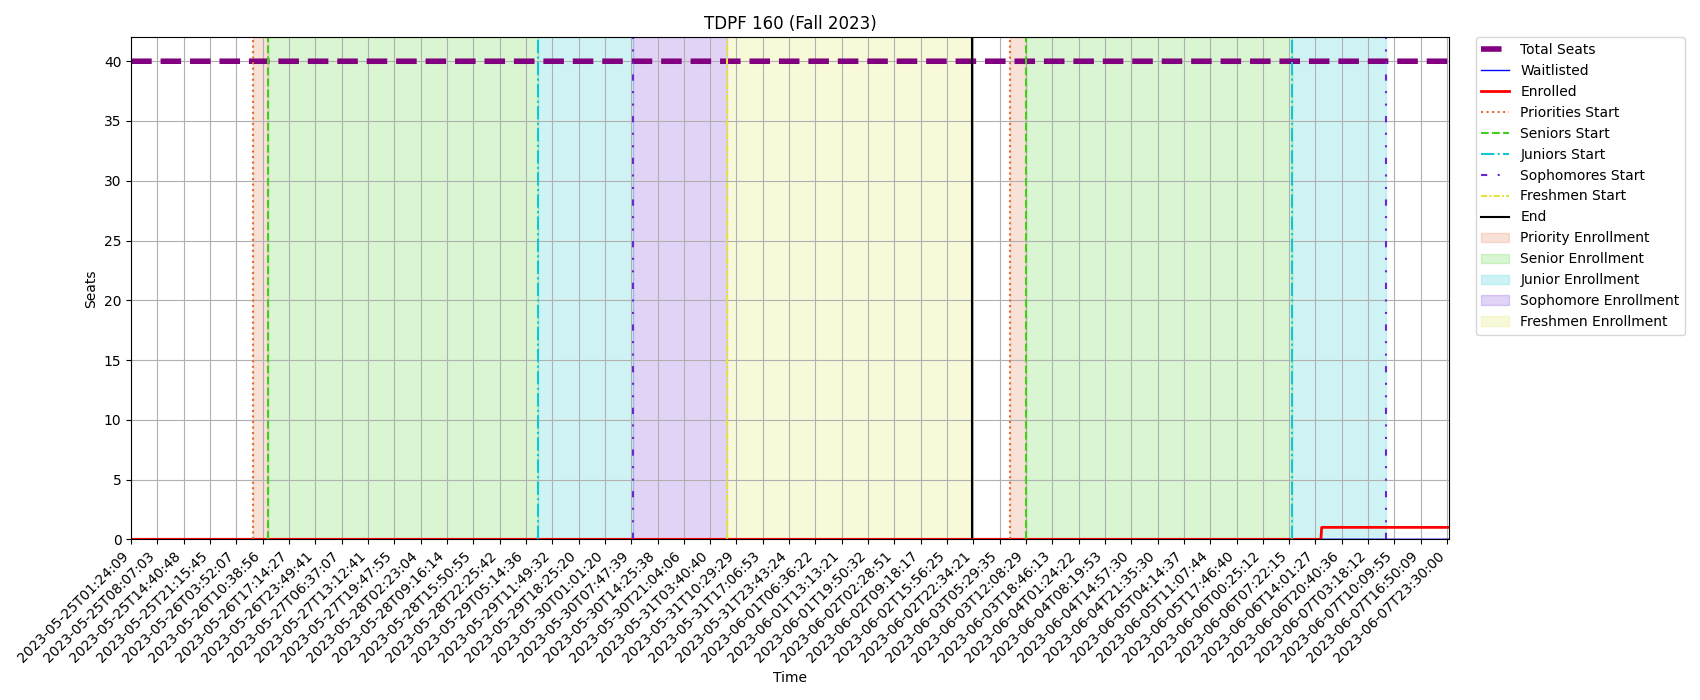 TDPF 160 (Fall 2023)
Seats
40
35
30
25
20
15
10
5
0
2023-05-25T01:24:09
2023-05-25T08:07:03
2023-05-25T14:40:48
2023-05-25T21:15:45
2023-05-26T03:52:07
2023-05-26T10:38:56
2023-05-26T17:14:27
2023-05-26T23:49:41
2023-05-27T06:37:07
2023-05-27T13:12:41
2023-05-27T19:47:55
2023-05-28T02:23:04
2023-05-28T09:16:14
2023-05-28T15:50:55
2023-05-28T22:25:42
2023-05-29T05:14:36
2023-05-29T11:49:32
2023-05-29T18:25:20
2023-05-30T01:01:20
2023-05-30T07:47:39
2023-05-30T14:25:38
2023-05-30T21:04:06
2023-05-31T03:40:40
2023-05-31T10:29:29
2023-05-31T17:06:53
2023-05-31T23:43:24
2023-06-01T06:36:22
2023-06-01T13:13:21
2023-06-01T19:50:32
2023-06-02T02:28:51
2023-06-02T09:18:17
2023-06-02T15:56:25
2023-06-02T22:34:21
2023-06-03T05:29:35
2023-06-03T12:08:29
2023-06-03T18:46:13
2023-06-04T01:24:22
2023-06-04T08:19:53
2023-06-04T14:57:30
2023-06-04T21:35:30
2023-06-05T04:14:37
2023-06-05T11:07:44
2023-06-05T17:46:40
2023-06-06T00:25:12
2023-06-06T07:22:15
2023-06-06T14:01:27
2023-06-06T20:40:36
2023-06-07T03:18:12
2023-06-07T10:09:55
2023-06-07T16:50:09
2023-06-07T23:30:00
Time
Total Seats
Waitlisted
Enrolled
Priorities Start
Seniors Start
Juniors Start
Sophomores Start
Freshmen Start
End
Priority Enrollment
Senior Enrollment
Junior Enrollment
Sophomore Enrollment
Freshmen Enrollment